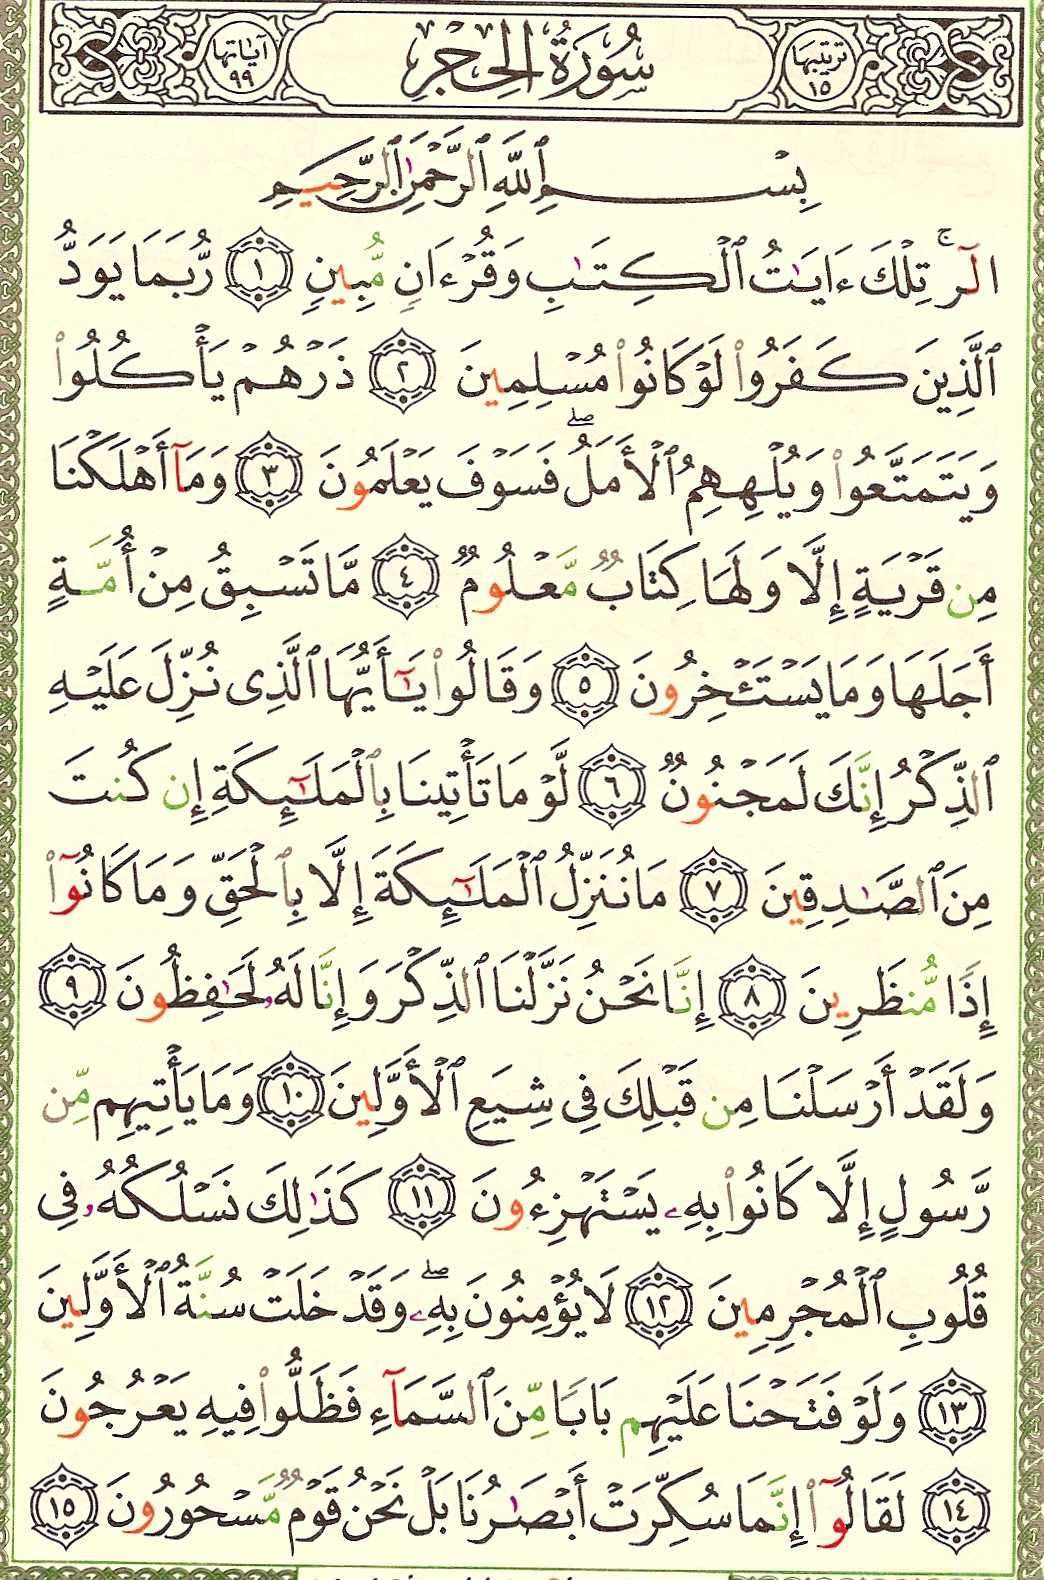 ترتيبها ١٥ سُورَةُ الحِجْرِ آياتها ٩٩
بِسْمِ ٱللَّهِ ٱلرَّحْمَٰنِ ٱلرَّحِيمِ
الٓر ۚ تِلْكَ ءَايَٰتُ ٱلْكِتَٰبِ وَقُرْءَانٍ مُّبِينٍ ١ رُّبَمَا يَوَدُّ
ٱلَّذِينَ كَفَرُوا۟ لَوْ كَانُوا۟ مُسْلِمِينَ ٢ ذَرْهُمْ يَأْكُلُوا۟
وَيَتَمَتَّعُوا۟ وَيُلْهِهِمُ ٱلْأَمَلُ ۖ فَسَوْفَ يَعْلَمُونَ ٣ وَمَآ أَهْلَكْنَا
مِن قَرْيَةٍ إِلَّا وَلَهَا كِتَابٌ مَّعْلُومٌ ٤ مَّا تَسْبِقُ مِنْ أُمَّةٍ
أَجَلَهَا وَمَا يَسْتَـْٔخِرُونَ ٥ وَقَالُوا۟ يَٰٓأَيُّهَا ٱلَّذِى نُزِّلَ عَلَيْهِ
ٱلذِّكْرُ إِنَّكَ لَمَجْنُونٌ ٦ لَّوْ مَا تَأْتِينَا بِٱلْمَلَٰٓئِكَةِ إِن كُنتَ
مِنَ ٱلصَّٰدِقِينَ ٧ مَا نُنَزِّلُ ٱلْمَلَٰٓئِكَةَ إِلَّا بِٱلْحَقِّ وَمَا كَانُوٓا۟
إِذًا مُّنظَرِينَ ٨ إِنَّا نَحْنُ نَزَّلْنَا ٱلذِّكْرَ وَإِنَّا لَهُۥ لَحَٰفِظُونَ ٩
وَلَقَدْ أَرْسَلْنَا مِن قَبْلِكَ فِى شِيَعِ ٱلْأَوَّلِينَ ١٠ وَمَا يَأْتِيهِم مِّن
رَّسُولٍ إِلَّا كَانُوا۟ بِهِۦ يَسْتَهْزِءُونَ ١١ كَذَٰلِكَ نَسْلُكُهُۥ فِى
قُلُوبِ ٱلْمُجْرِمِينَ ١٢ لَا يُؤْمِنُونَ بِهِۦ ۖ وَقَدْ خَلَتْ سُنَّةُ ٱلْأَوَّلِينَ
١٣ وَلَوْ فَتَحْنَا عَلَيْهِم بَابًا مِّنَ ٱلسَّمَآءِ فَظَلُّوا۟ فِيهِ يَعْرُجُونَ
١٤ لَقَالُوٓا۟ إِنَّمَا سُكِّرَتْ أَبْصَٰرُنَا بَلْ نَحْنُ قَوْمٌ مَّسْحُورُونَ ١٥